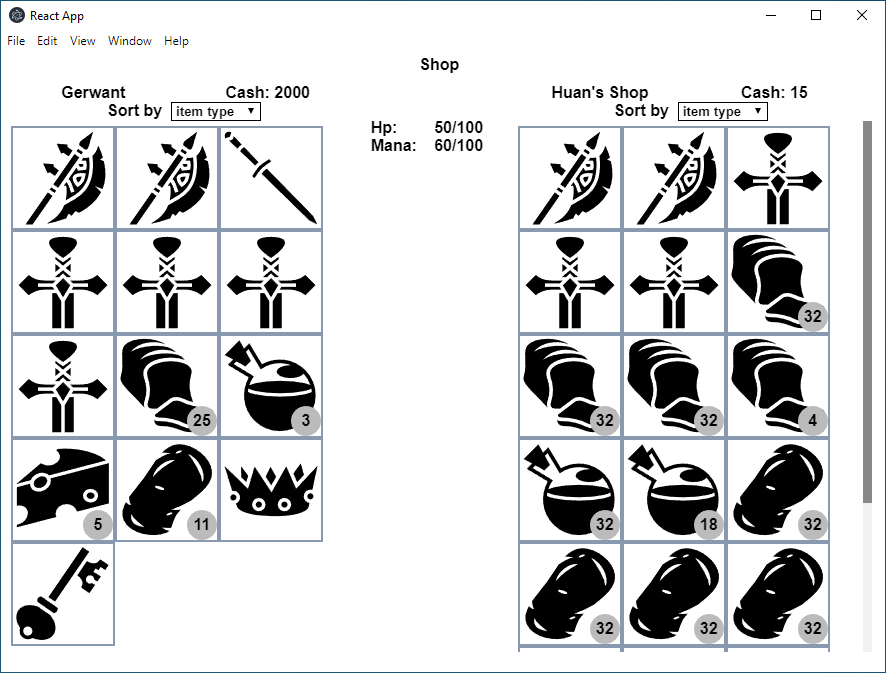 React App
File Edit View Window Help
Shop
Gerwant Cash: 2000
Sort by item type
Hp: 50/100
Mana: 60/100
Huan's Shop Cash: 15
Sort by item type
25
3
5
11
32
32
32
4
32
18
32
32
32
32